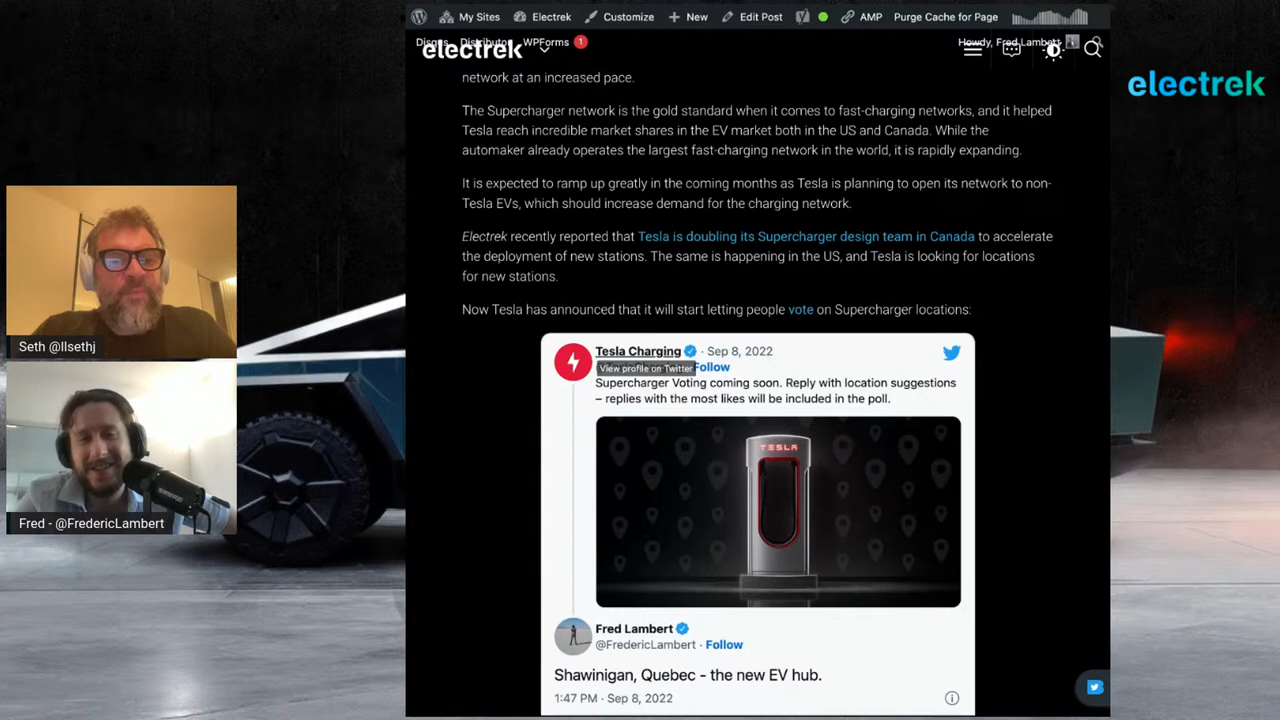 My Sites Electrek Customize + New Edit Post AMP Purge Cache for Page
Disqus Distributor WPForms 1 Howdy, Fred Lambert
electrek
electrek
network at an increased pace.
The Supercharger network is the gold standard when it comes to fast-charging networks, and it helped
Tesla reach incredible market shares in the EV market both in the US and Canada. While the
automaker already operates the largest fast-charging network in the world, it is rapidly expanding.
It is expected to ramp up greatly in the coming months as Tesla is planning to open its network to non-
Tesla EVs, which should increase demand for the charging network.
Electrek recently reported that Tesla is doubling its Supercharger design team in Canada to accelerate
the deployment of new stations. The same is happening in the US, and Tesla is looking for locations
for new stations.
Now Tesla has announced that it will start letting people vote on Supercharger locations:
Tesla Charging · Sep 8, 2022
View profile on Twitter Follow
Supercharger Voting coming soon. Reply with location suggestions
– replies with the most likes will be included in the poll.
TESLA
Fred Lambert
@FredericLambert · Follow
Shawinigan, Quebec - the new EV hub.
1:47 PM · Sep 8, 2022
Seth @llsethj
Fred - @FredericLambert